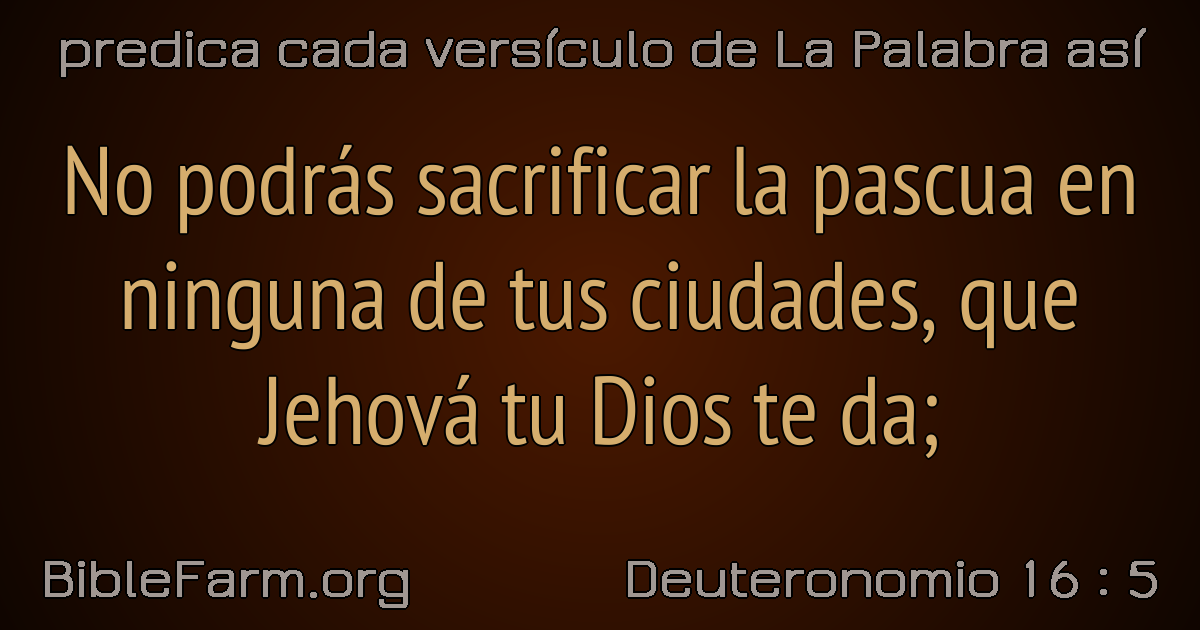 predica cada versículo de La Palabra así
No podrás sacrificar la pascua en
ninguna de tus ciudades, que
Jehová tu Dios te da;
BibleFarm.org
Deuteronomio 16 : 5